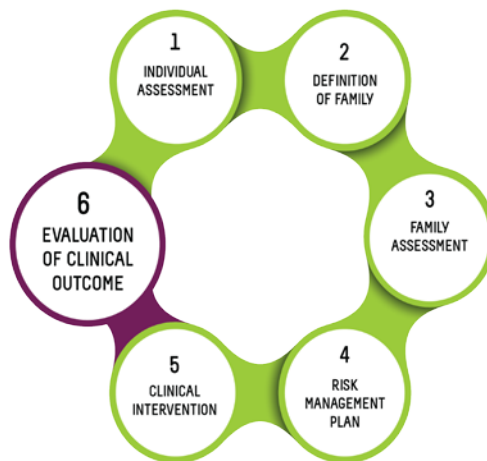 1
INDIVIDUAL
ASSESSMENT
2
DEFINITION
OF FAMILY
3
FAMILY
ASSESSMENT
4
RISK
MANAGEMENT
PLAN
5
CLINICAL
INTERVENTION
6
EVALUATION
OF CLINICAL
OUTCOME